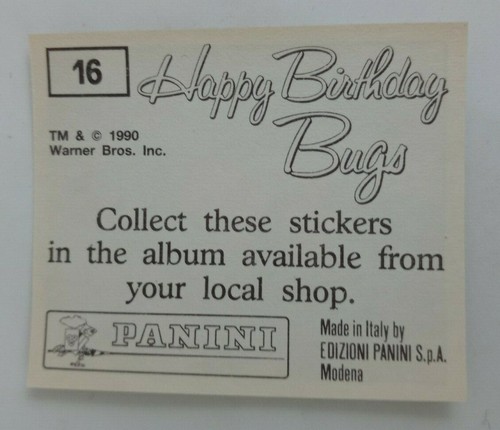 16
Happy Birthday
Bugs
TM & © 1990
Warner Bros. Inc.
Collect these stickers
in the album available from
your local shop.
PANINI
Made in Italy by
EDIZIONI PANINI S.p.A.
Modena